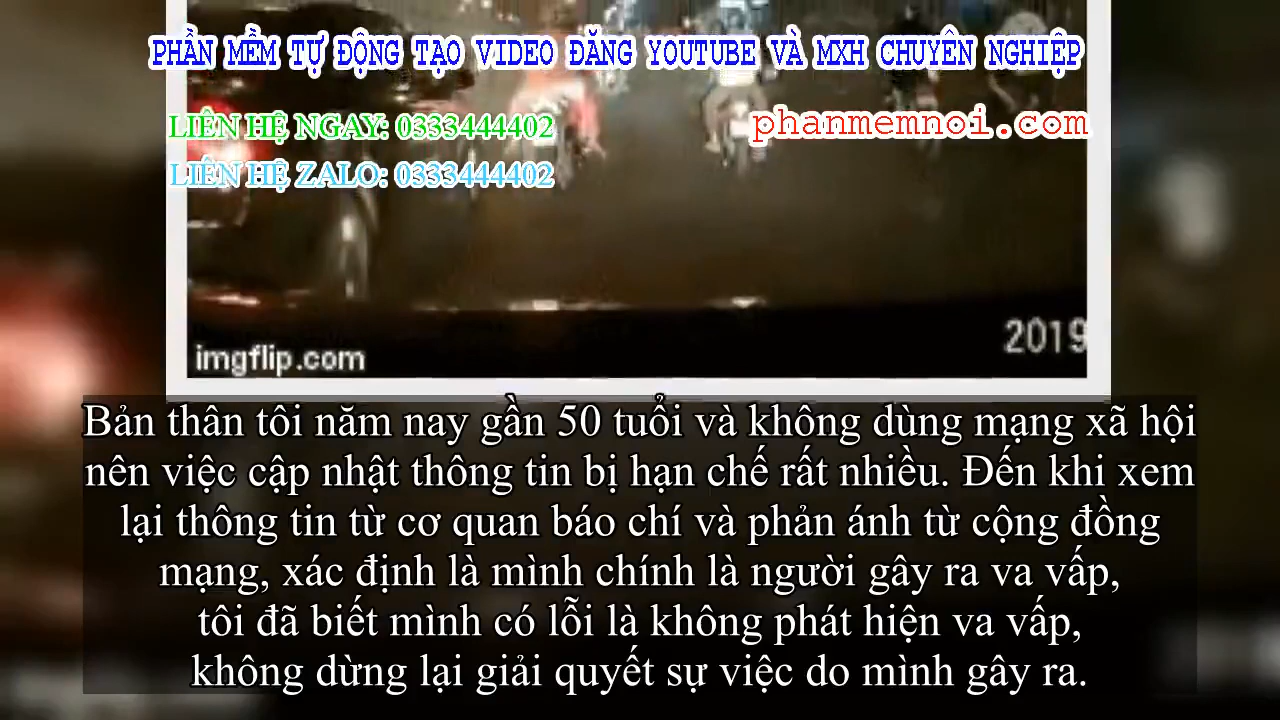 PHẦN MỀM TỰ ĐỘNG TẠO VIDEO ĐĂNG YOUTUBE VÀ MXH CHUYÊN NGHIỆP
LIÊN HỆ NGAY: 0333444402
phanmemnoi.com
LIÊN HỆ ZALO: 0333444402
2019
imgflip.com
Bản thân tôi năm nay gần 50 tuổi và không dùng mạng xã hội
nên việc cập nhật thông tin bị hạn chế rất nhiều. Đến khi xem
lại thông tin từ cơ quan báo chí và phản ánh từ cộng đồng
mạng, xác định là mình chính là người gây ra va vấp,
tôi đã biết mình có lỗi là không phát hiện va vấp,
không dừng lại giải quyết sự việc do mình gây ra.